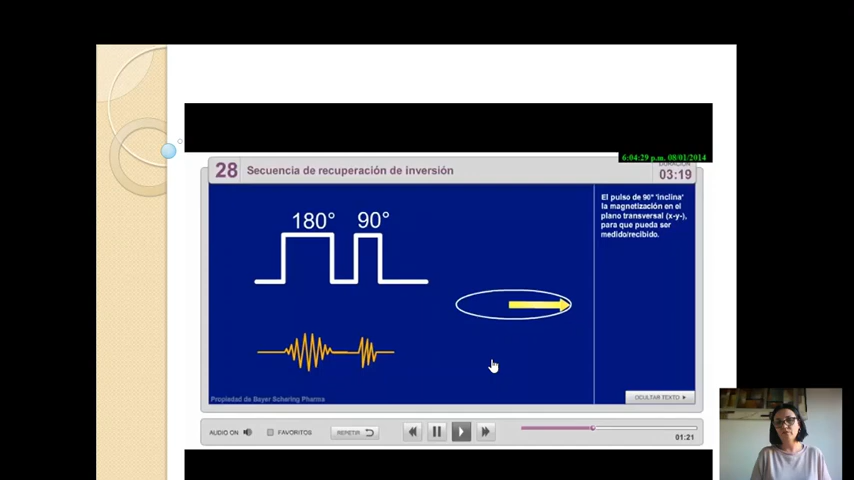 6:04:29 p.m. 08/01/2014
28 Secuencia de recuperación de inversión
03:19
El pulso de 90° 'inclina'
la magnetización en el
plano transversal (x-y-),
para que pueda ser
medido/recibido.
180° 90°
Propiedad de Bayer Schering Pharma
OCULTAR TEXTO
AUDIO ON
FAVORITOS
REPETIR
01:21